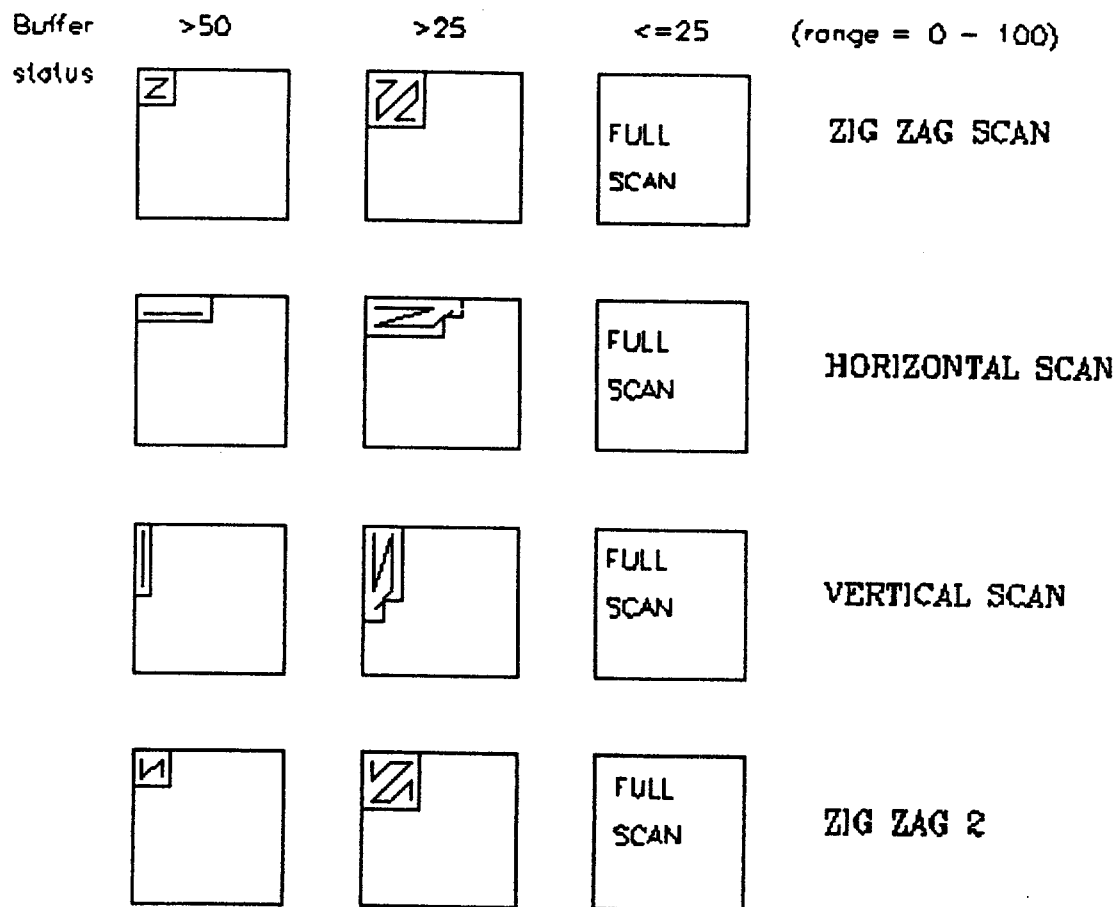 Buffer >50 >25 <=25 (range = 0 - 100)
status
FULL
SCAN
ZIG ZAG SCAN
FULL
SCAN
HORIZONTAL SCAN
FULL
SCAN
VERTICAL SCAN
FULL
SCAN
ZIG ZAG 2